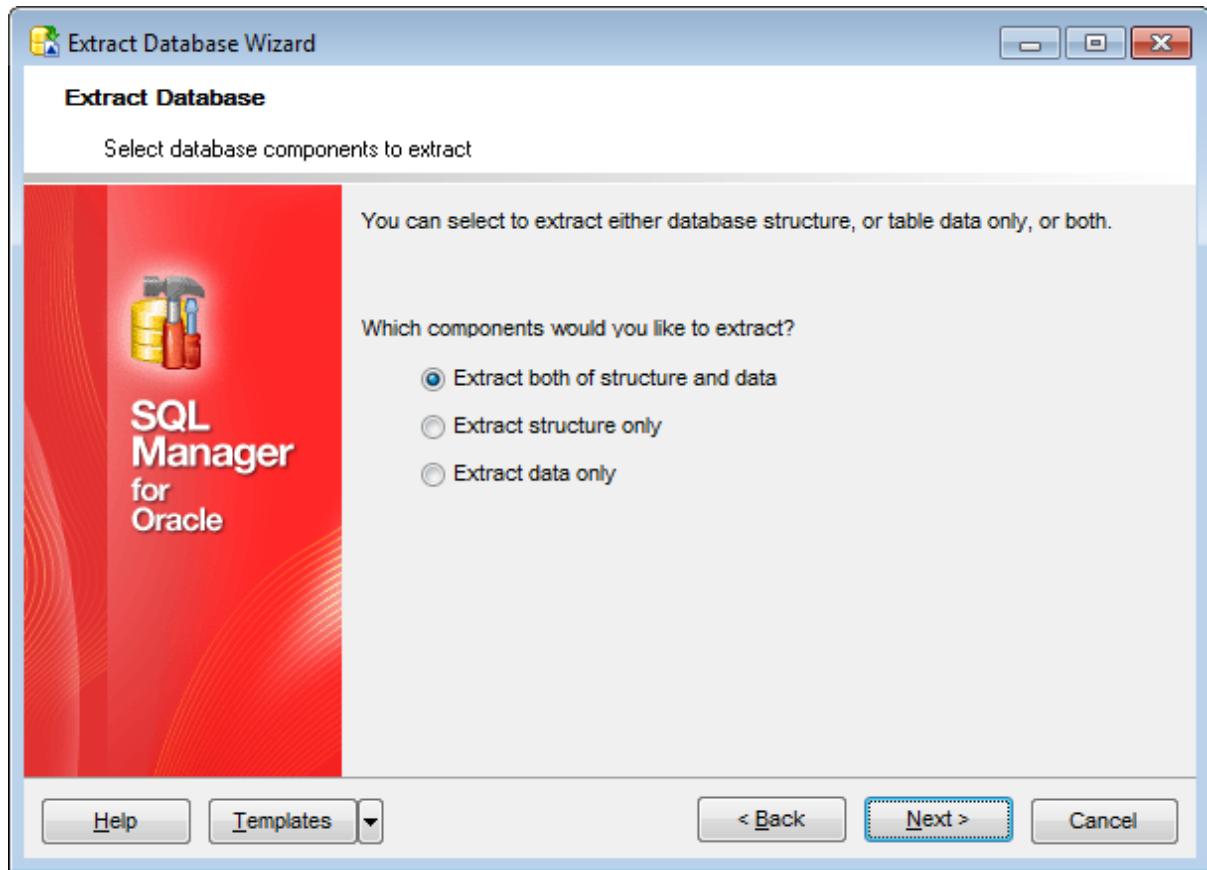 Extract Database Wizard
Extract Database
Select database components to extract
You can select to extract either database structure, or table data only, or both.
Which components would you like to extract?
Extract both of structure and data
Extract structure only
Extract data only
SQL
Manager
for
Oracle
Help Templates < Back Next > Cancel